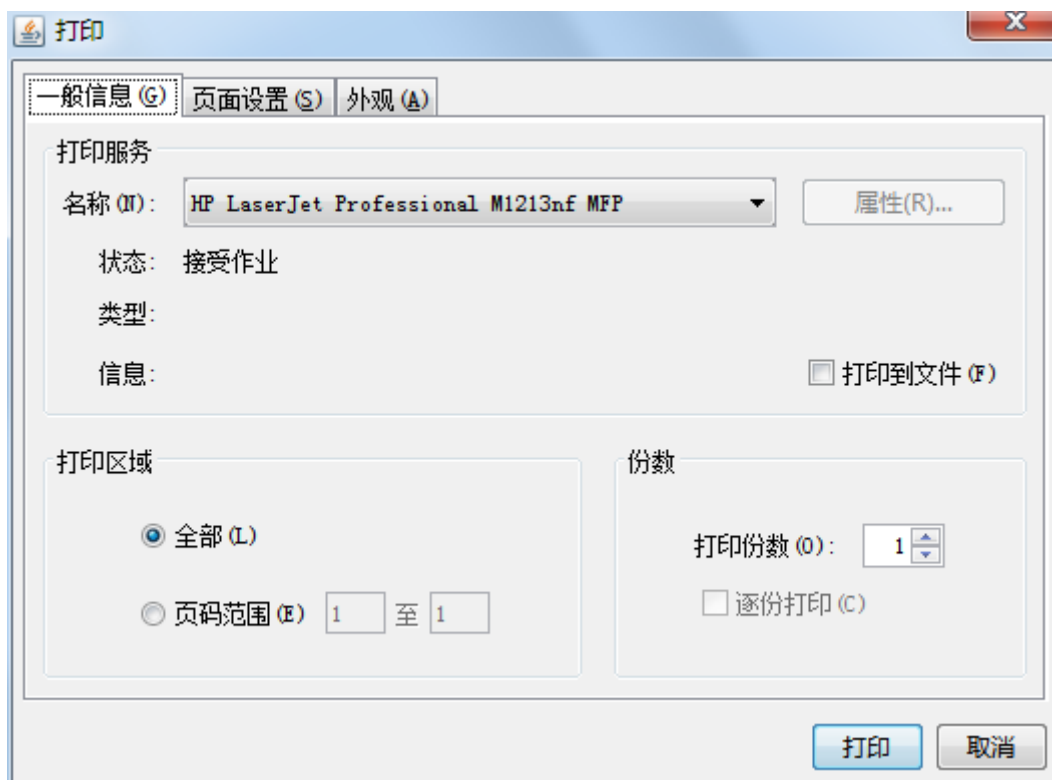 打印
一般信息(G) 页面设置(S) 外观(A)
打印服务
名称(N): HP LaserJet Professional M1213nf MFP 属性(R)...
状态: 接受作业
类型:
信息: 打印到文件(F)
打印区域 份数
全部(L)
打印份数(O): 1
页码范围(E) 1 至 1
逐份打印(C)
打印 取消